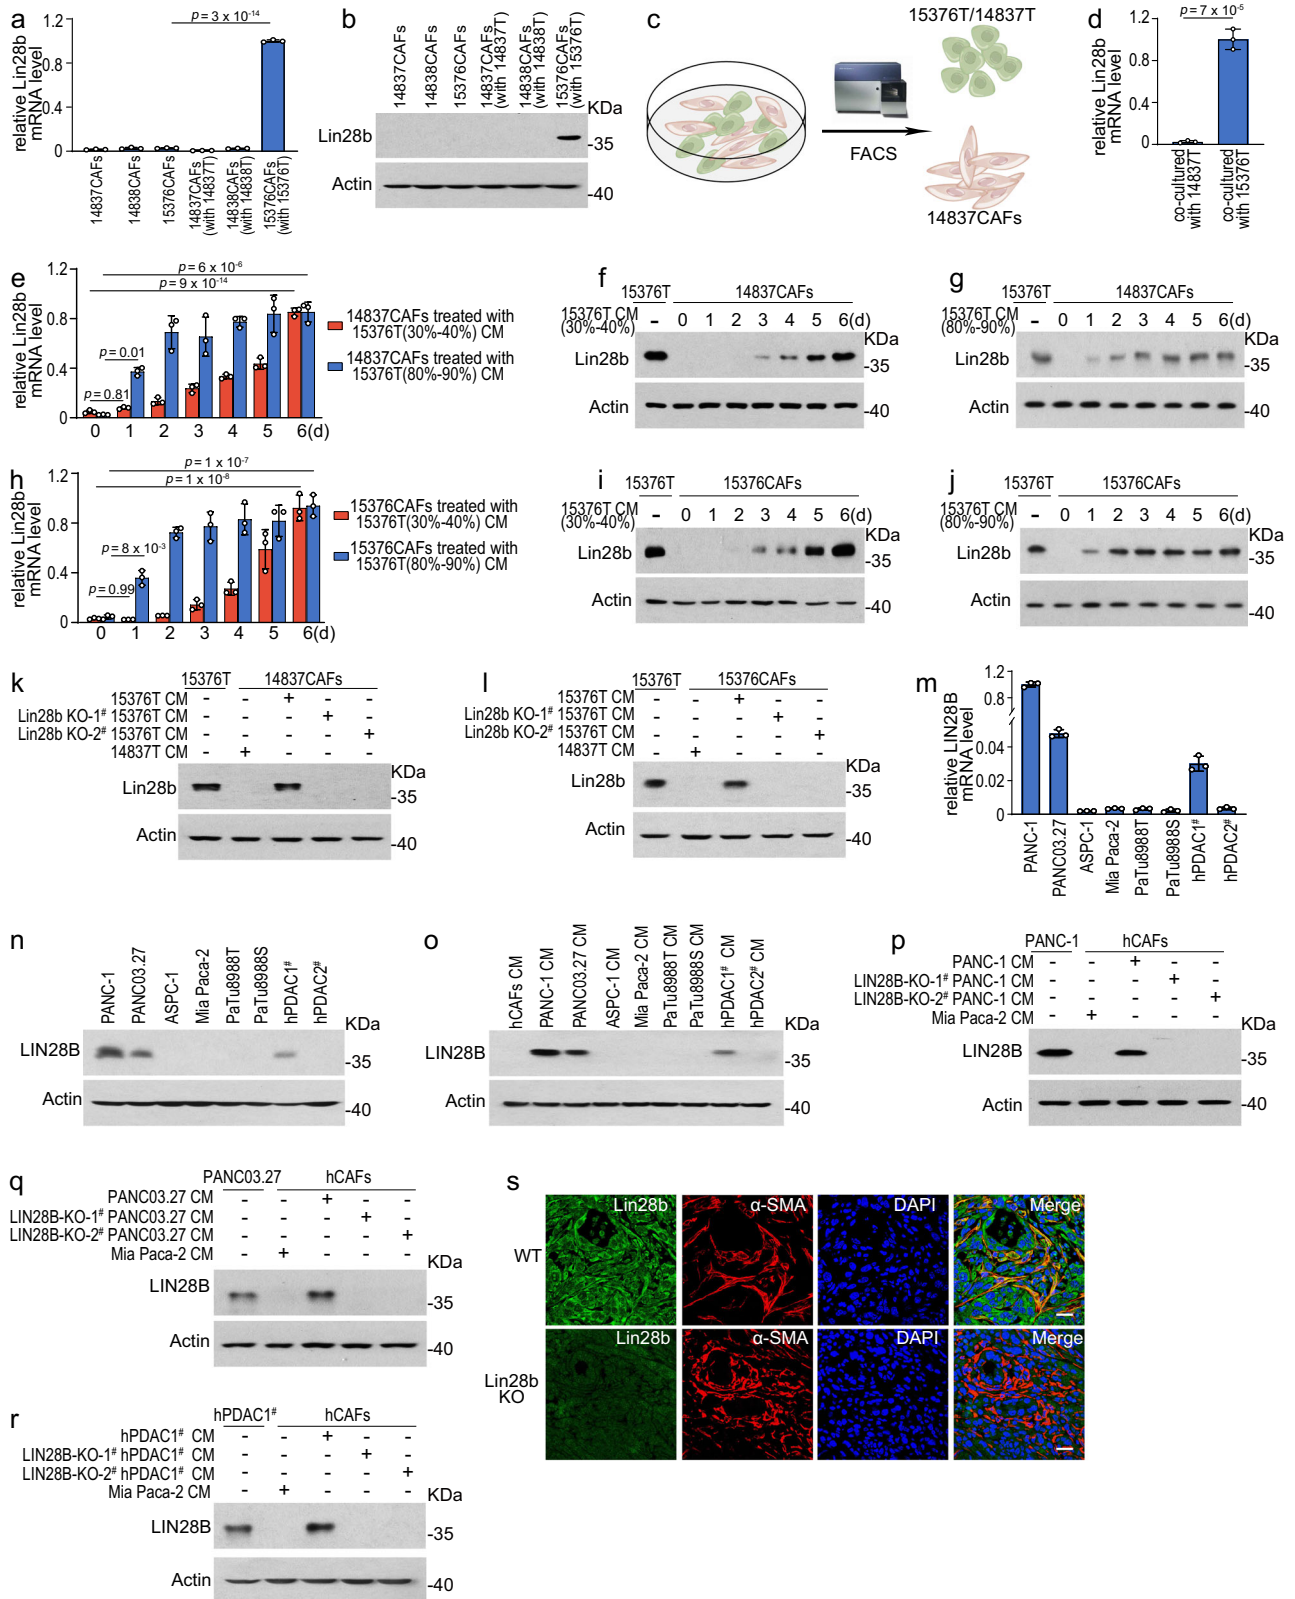 a
p = 3 x 10-14
relative Lin28b
mRNA level
1.2
0.8
0.4
0
14837CAFs
14838CAFs
15376CAFs
14837CAFs
(with 14837T)
14838CAFs
(with 14838T)
15376CAFs
(with 15376T)
b
14837CAFs
14838CAFs
15376CAFs
14837CAFs
(with 14837T)
14838CAFs
(with 14838T)
15376CAFs
(with 15376T)
KDa
Lin28b
-35
Actin
-40
c
15376T/14837T
FACS
14837CAFs
d
p = 7 x 10-5
relative Lin28b
mRNA level
1.2
0.8
0.4
0
co-cultured
with 14837T
co-cultured
with 15376T
e
p = 6 x 10-6
p = 9 x 10-14
p = 0.01
p = 0.81
relative Lin28b
mRNA level
1.2
0.8
0.4
0
0 1 2 3 4 5 6(d)
14837CAFs treated with
15376T(30%-40%) CM
14837CAFs treated with
15376T(80%-90%) CM
f
15376T 14837CAFs
15376T CM
(30%-40%)
- 0 1 2 3 4 5 6(d)
KDa
Lin28b
-35
Actin
-40
g
15376T 14837CAFs
15376T CM
(80%-90%)
- 0 1 2 3 4 5 6(d)
KDa
Lin28b
-35
Actin
-40
h
p = 1 x 10-7
p = 1 x 10-8
p = 8 x 10-3
p = 0.99
relative Lin28b
mRNA level
1.2
0.8
0.4
0
0 1 2 3 4 5 6(d)
15376CAFs treated with
15376T(30%-40%) CM
15376CAFs treated with
15376T(80%-90%) CM
i
15376T 15376CAFs
15376T CM
(30%-40%)
- 0 1 2 3 4 5 6(d)
KDa
Lin28b
-35
Actin
-40
j
15376T 15376CAFs
15376T CM
(80%-90%)
- 0 1 2 3 4 5 6(d)
KDa
Lin28b
-35
Actin
-40
k
15376T 14837CAFs
15376T CM - - + - -
Lin28b KO-1# 15376T CM - - - + -
Lin28b KO-2# 15376T CM - - - - +
14837T CM - + - - -
KDa
Lin28b
-35
Actin
-40
l
15376T 15376CAFs
15376T CM - - + - -
Lin28b KO-1# 15376T CM - - - + -
Lin28b KO-2# 15376T CM - - - - +
14837T CM - + - - -
KDa
Lin28b
-35
Actin
-40
m
relative LIN28B
mRNA level
1.2
0.8
0.04
0.02
0
PANC-1
PANC03.27
ASPC-1
Mia Paca-2
PaTu8988T
PaTu8988S
hPDAC1#
hPDAC2#
n
PANC-1
PANC03.27
ASPC-1
Mia Paca-2
PaTu8988T
PaTu8988S
hPDAC1#
hPDAC2#
KDa
LIN28B
-35
Actin
-40
o
hCAFs CM
PANC-1 CM
PANC03.27 CM
ASPC-1 CM
Mia Paca-2 CM
PaTu8988T CM
PaTu8988S CM
hPDAC1# CM
hPDAC2# CM
KDa
LIN28B
-35
Actin
-40
p
PANC-1 hCAFs
PANC-1 CM - - + - -
LIN28B-KO-1# PANC-1 CM - - - + -
LIN28B-KO-2# PANC-1 CM - - - - +
Mia Paca-2 CM - + - - -
KDa
LIN28B
-35
Actin
-40
q
PANC03.27 hCAFs
PANC03.27 CM - - + - -
LIN28B-KO-1# PANC03.27 CM - - - + -
LIN28B-KO-2# PANC03.27 CM - - - - +
Mia Paca-2 CM - + - - -
KDa
LIN28B
-35
Actin
-40
r
hPDAC1# hCAFs
hPDAC1# CM - - + - -
LIN28B-KO-1# hPDAC1# CM - - - + -
LIN28B-KO-2# hPDAC1# CM - - - - +
Mia Paca-2 CM - + - - -
KDa
LIN28B
-35
Actin
-40
s
WT
Lin28b α-SMA DAPI Merge
Lin28b
KO
Lin28b α-SMA DAPI Merge